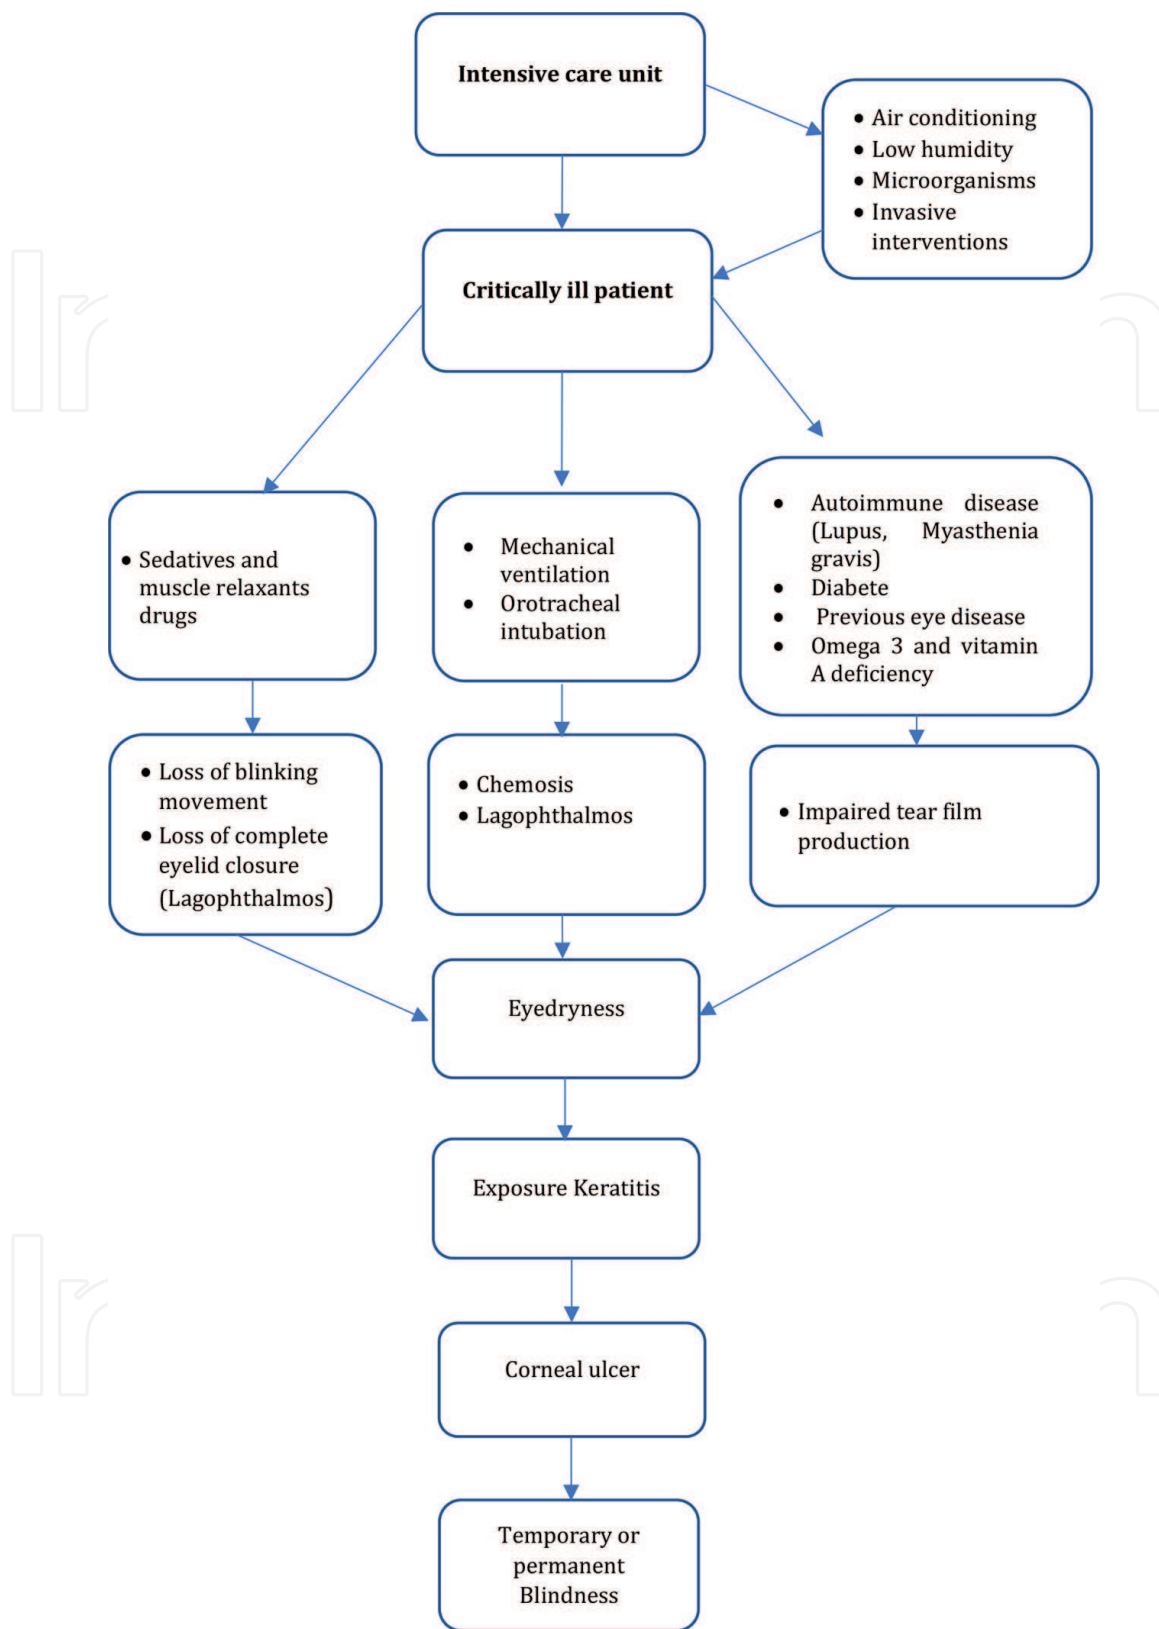 Intensive care unit
• Air conditioning
• Low humidity
• Microorganisms
• Invasive
interventions
Critically ill patient
• Sedatives and
muscle relaxants
drugs
• Mechanical
ventilation
• Orotracheal
intubation
• Autoimmune disease
(Lupus, Myasthenia
gravis)
• Diabete
• Previous eye disease
• Omega 3 and vitamin
A deficiency
• Loss of blinking
movement
• Loss of complete
eyelid closure
(Lagophthalmos)
• Chemosis
• Lagophthalmos
• Impaired tear film
production
Eyedryness
Exposure Keratitis
Corneal ulcer
Temporary or
permanent
Blindness